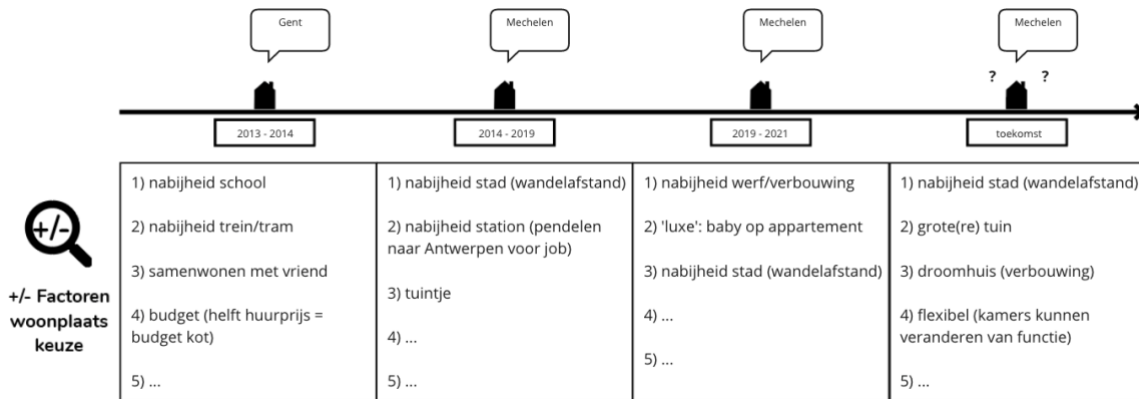 Gent
Mechelen
Mechelen
Mechelen
? ?
2013 - 2014
2014 - 2019
2019 - 2021
toekomst
+/-
+/- Factoren
woonplaats
keuze
1) nabijheid school
2) nabijheid trein/tram
3) samenwonen met vriend
4) budget (helft huurprijs =
budget kot)
5) ...
1) nabijheid stad (wandelafstand)
2) nabijheid station (pendelen
naar Antwerpen voor job)
3) tuintje
4) ...
5) ...
1) nabijheid werf/verbouwing
2) 'luxe': baby op appartement
3) nabijheid stad (wandelafstand)
4) ...
5) ...
1) nabijheid stad (wandelafstand)
2) grote(re) tuin
3) droomhuis (verbouwing)
4) flexibel (kamers kunnen
veranderen van functie)
5) ...